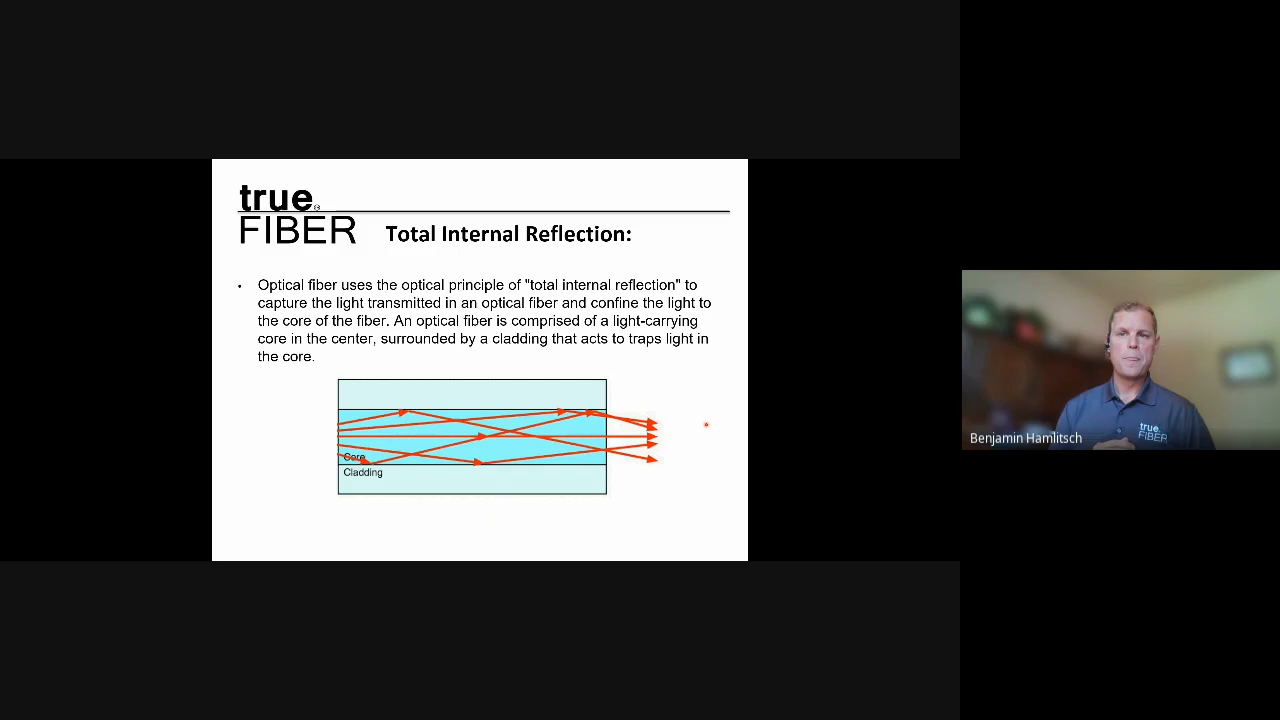 true®
FIBER
Total Internal Reflection:
• Optical fiber uses the optical principle of "total internal reflection" to
capture the light transmitted in an optical fiber and confine the light to
the core of the fiber. An optical fiber is comprised of a light-carrying
core in the center, surrounded by a cladding that acts to traps light in
the core.
Core
Cladding
true
FIBER
Benjamin Hamlitsch